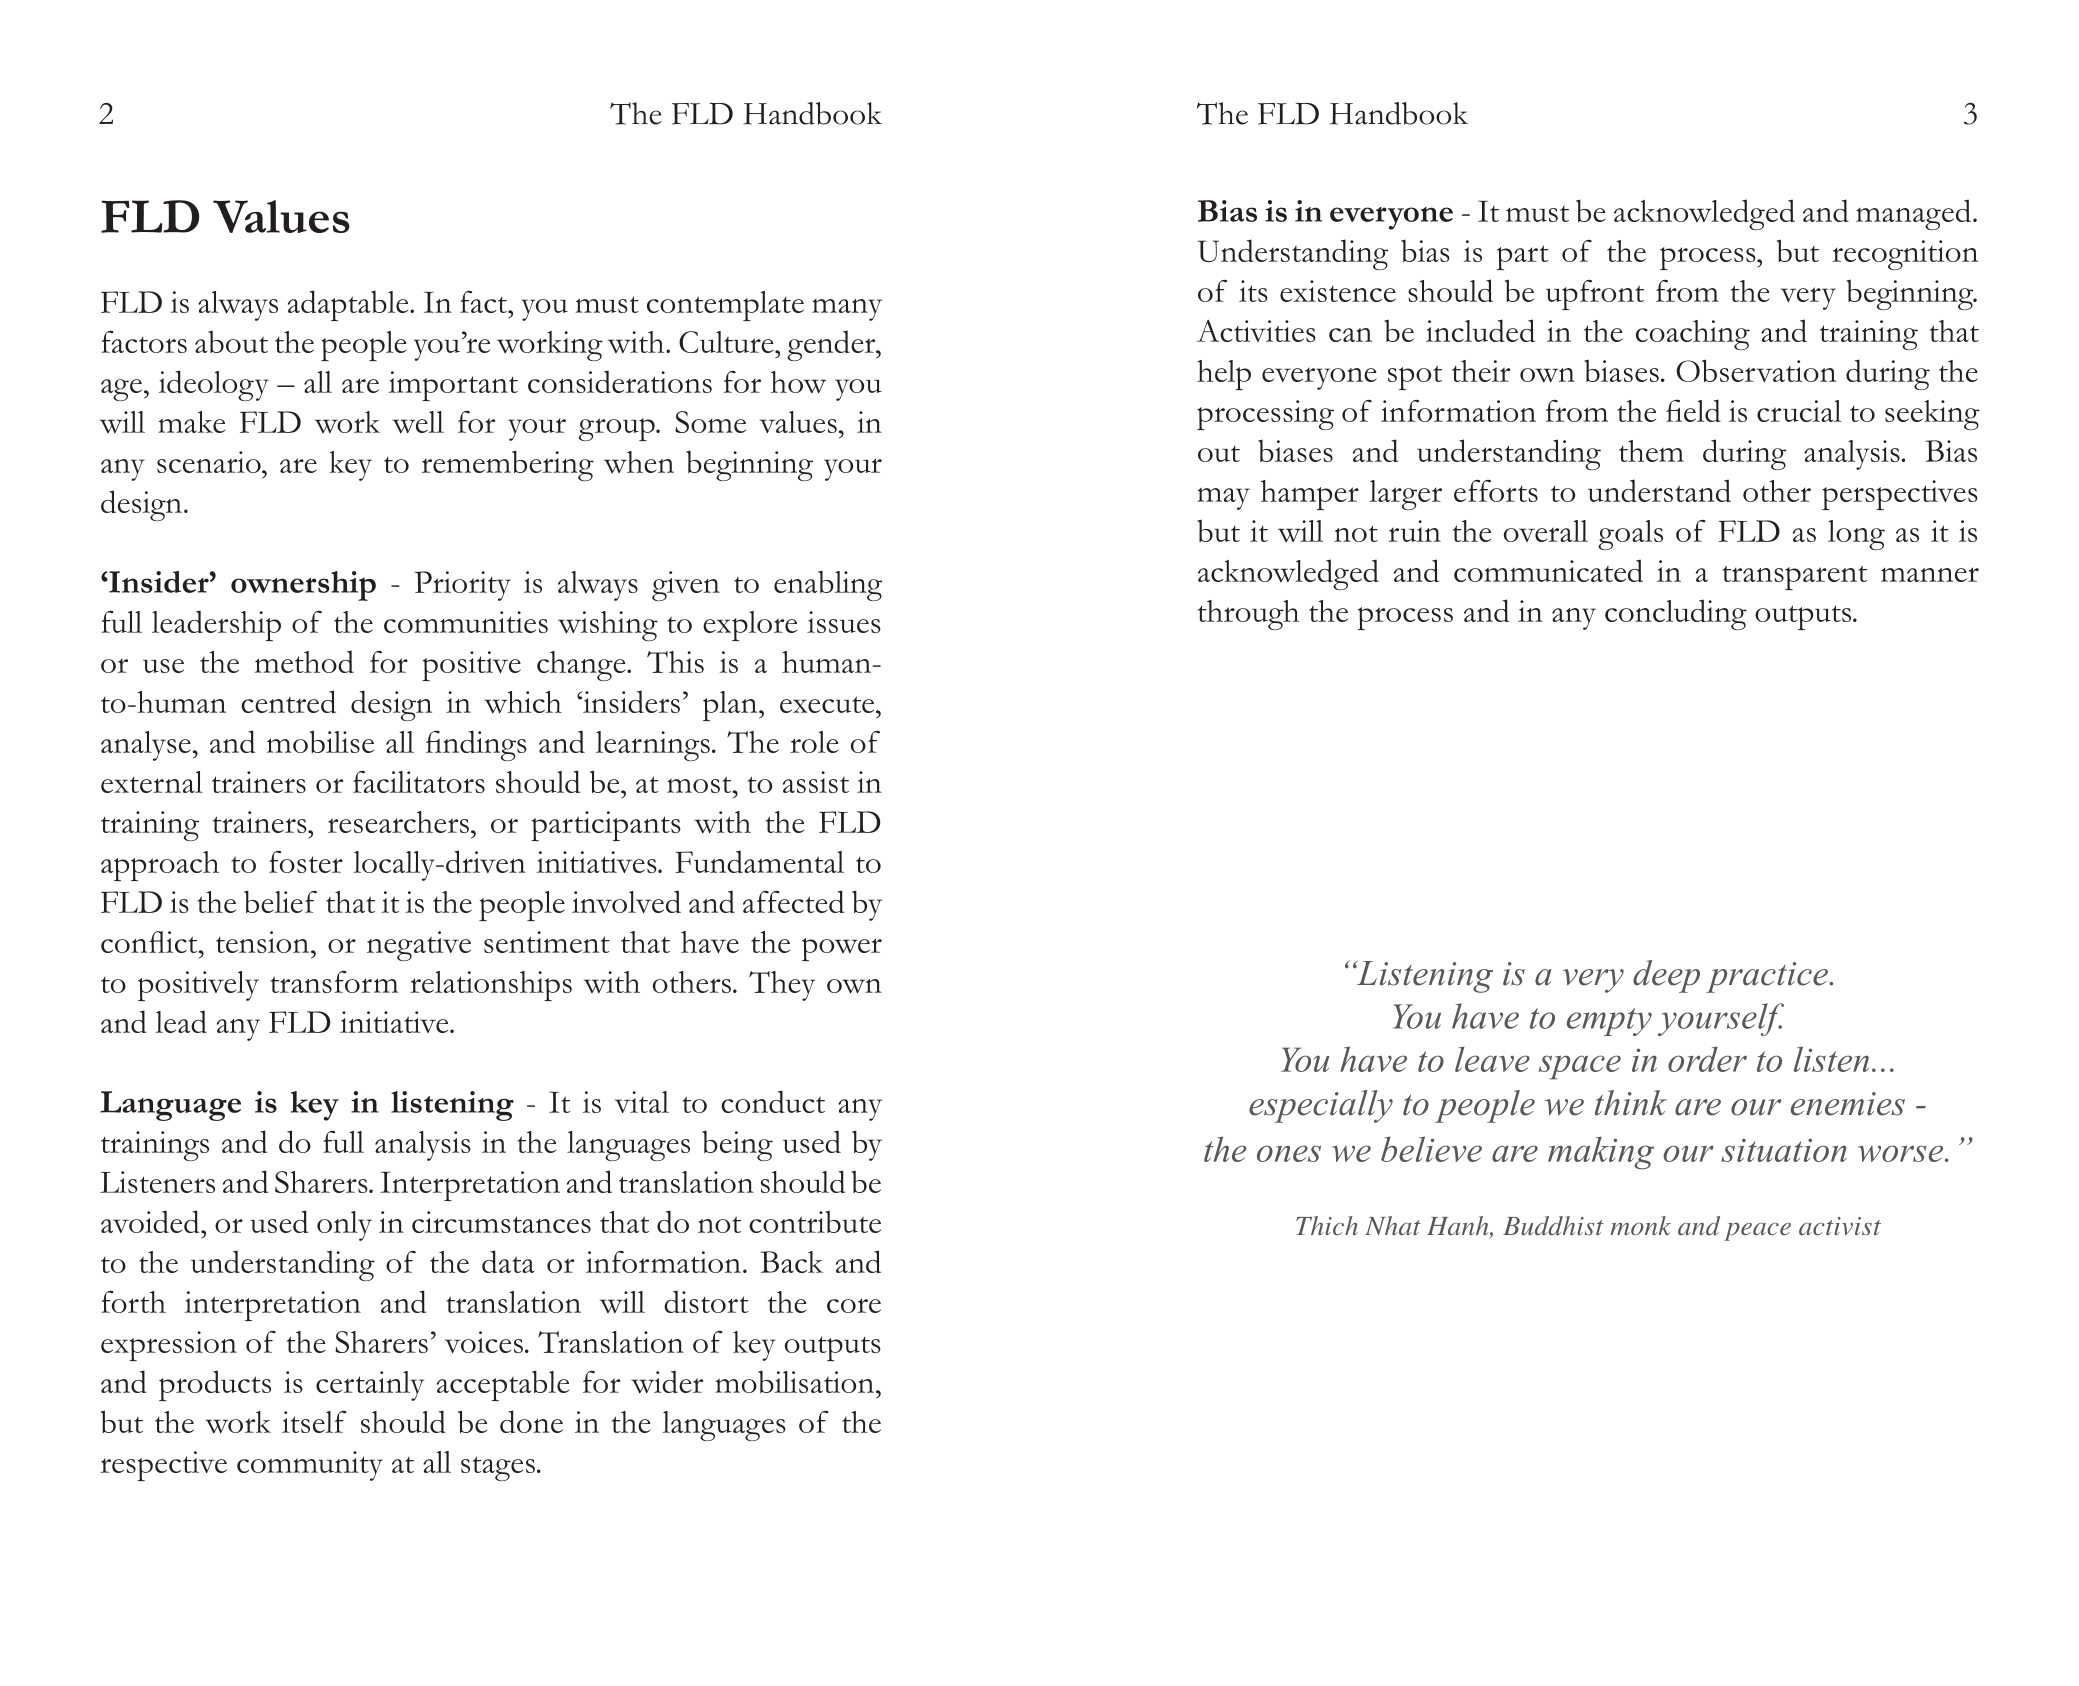 2
The FLD Handbook
FLD Values
FLD is always adaptable. In fact, you must contemplate many
factors about the people you’re working with. Culture, gender,
age, ideology – all are important considerations for how you
will make FLD work well for your group. Some values, in
any scenario, are key to remembering when beginning your
design.
‘Insider’ ownership - Priority is always given to enabling
full leadership of the communities wishing to explore issues
or use the method for positive change. This is a human-
to-human centred design in which ‘insiders’ plan, execute,
analyse, and mobilise all findings and learnings. The role of
external trainers or facilitators should be, at most, to assist in
training trainers, researchers, or participants with the FLD
approach to foster locally-driven initiatives. Fundamental to
FLD is the belief that it is the people involved and affected by
conflict, tension, or negative sentiment that have the power
to positively transform relationships with others. They own
and lead any FLD initiative.
Language is key in listening - It is vital to conduct any
trainings and do full analysis in the languages being used by
Listeners and Sharers. Interpretation and translation should be
avoided, or used only in circumstances that do not contribute
to the understanding of the data or information. Back and
forth interpretation and translation will distort the core
expression of the Sharers’ voices. Translation of key outputs
and products is certainly acceptable for wider mobilisation,
but the work itself should be done in the languages of the
respective community at all stages.
The FLD Handbook
3
Bias is in everyone - It must be acknowledged and managed.
Understanding bias is part of the process, but recognition
of its existence should be upfront from the very beginning.
Activities can be included in the coaching and training that
help everyone spot their own biases. Observation during the
processing of information from the field is crucial to seeking
out biases and understanding them during analysis. Bias
may hamper larger efforts to understand other perspectives
but it will not ruin the overall goals of FLD as long as it is
acknowledged and communicated in a transparent manner
through the process and in any concluding outputs.
“Listening is a very deep practice.
You have to empty yourself.
You have to leave space in order to listen...
especially to people we think are our enemies -
the ones we believe are making our situation worse.”
Thich Nhat Hanh, Buddhist monk and peace activist